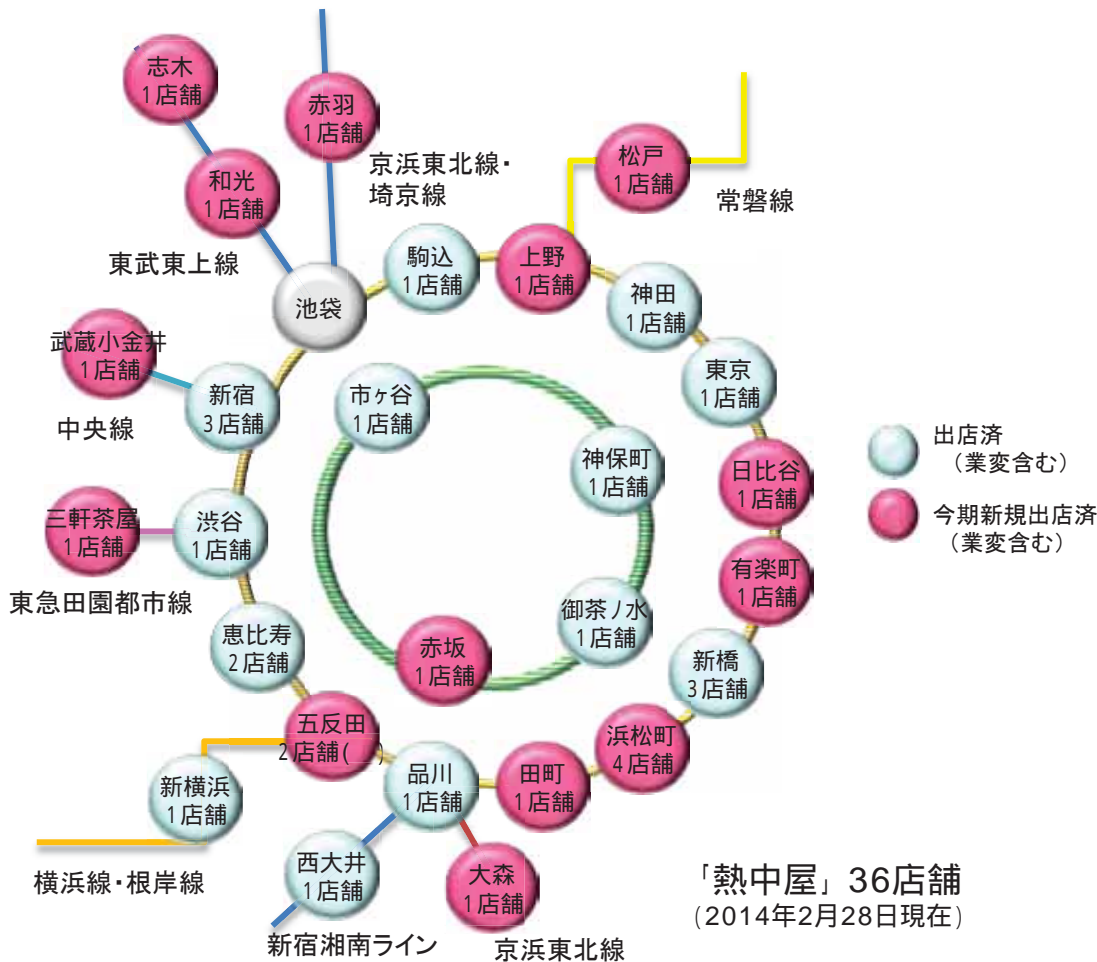 志木
1店舗
赤羽
1店舗
京浜東北線・
埼京線
松戸
1店舗
常磐線
和光
1店舗
東武東上線
駒込
1店舗
上野
1店舗
池袋
神田
1店舗
武蔵小金井
1店舗
中央線
新宿
3店舗
市ヶ谷
1店舗
東京
1店舗
神保町
1店舗
日比谷
1店舗
出店済
(業変含む)
今期新規出店済
(業変含む)
三軒茶屋
1店舗
東急田園都市線
渋谷
1店舗
有楽町
1店舗
恵比寿
2店舗
御茶ノ水
1店舗
赤坂
1店舗
新橋
3店舗
五反田
2店舗( )
浜松町
4店舗
新横浜
1店舗
横浜線・根岸線
品川
1店舗
田町
1店舗
西大井
1店舗
新宿湘南ライン
大森
1店舗
京浜東北線
「熱中屋」36店舗
(2014年2月28日現在)